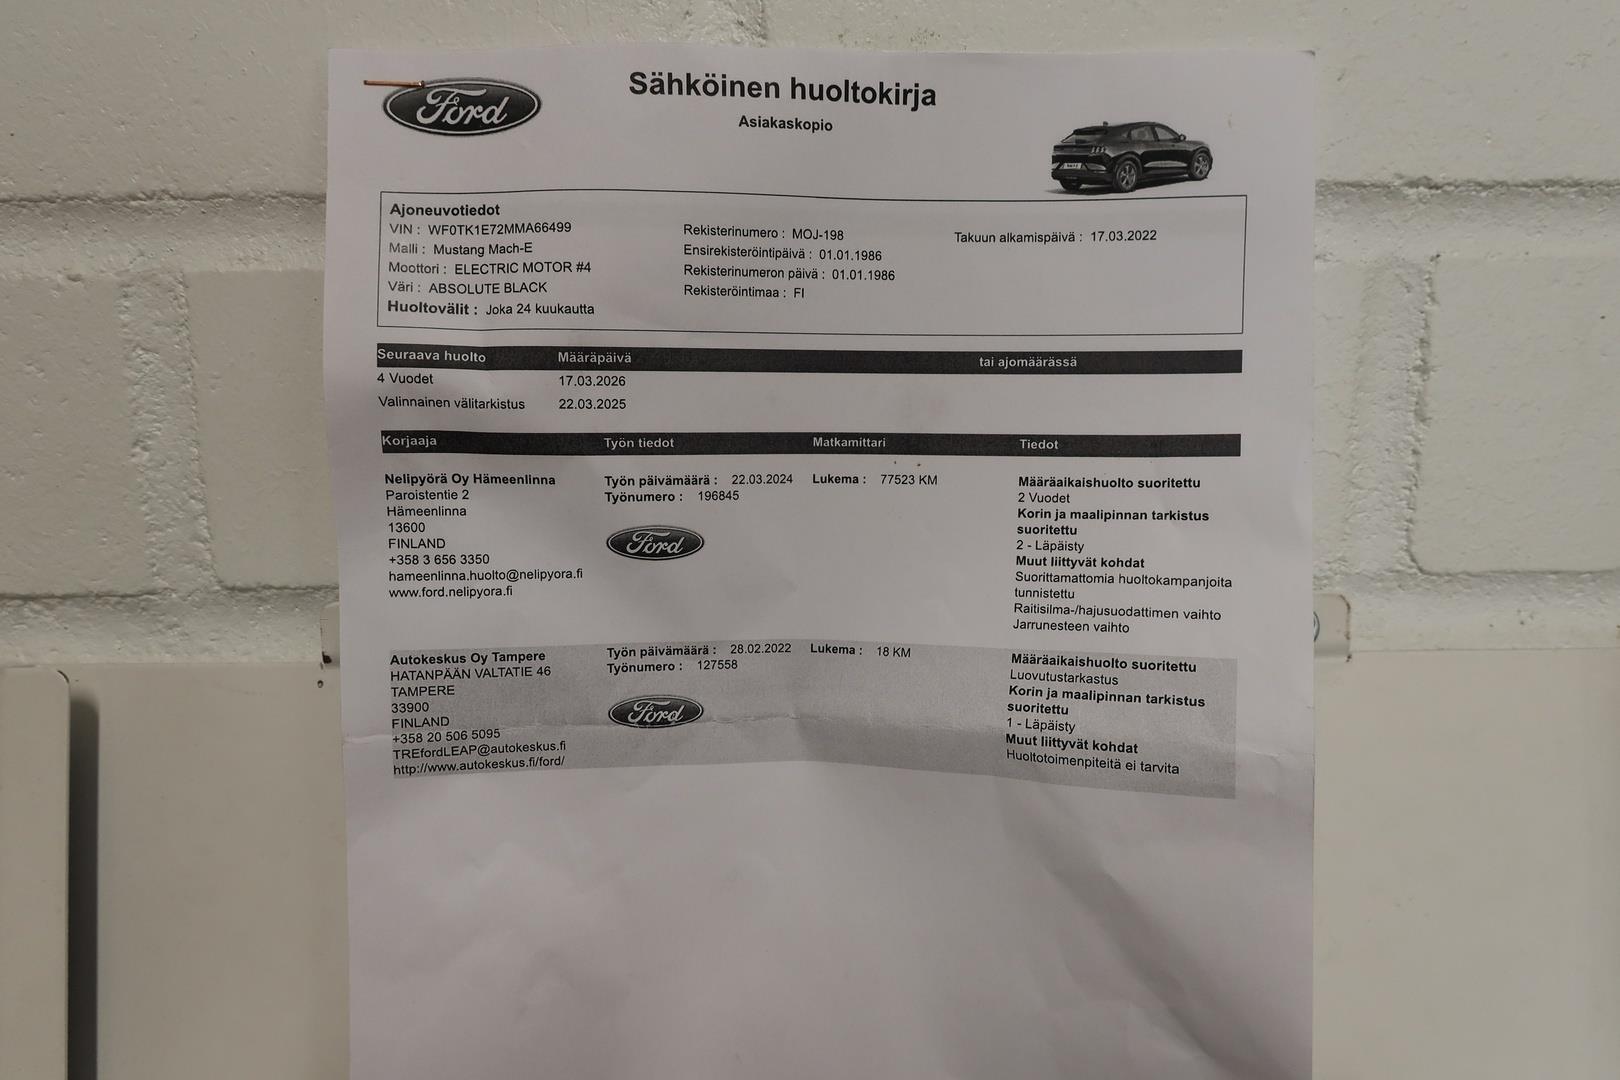 Ford
Sähköinen huoltokirja
Asiakaskopio
Ajoneuvotiedot
VIN : WF0TK1E72MMA66499
Malli : Mustang Mach-E
Moottori : ELECTRIC MOTOR #4
Väri : ABSOLUTE BLACK
Huoltovälit : Joka 24 kuukautta
Rekisterinumero : MOJ-198
Ensirekisteröintipäivä : 01.01.1986
Rekisterinumeron päivä : 01.01.1986
Rekisteröintimaa : FI
Takuun alkamispäivä : 17.03.2022
Seuraava huolto Määräpäivä tai ajomäärässä
4 Vuodet 17.03.2026
Valinnainen välitarkistus 22.03.2025
Korjaaja Työn tiedot Matkamittari Tiedot
Nelipyörä Oy Hämeenlinna
Paroistentie 2
Hämeenlinna
13600
FINLAND
+358 3 656 3350
hameenlinna.huolto@nelipyora.fi
www.ford.nelipyora.fi
Työn päivämäärä : 22.03.2024
Työnumero : 196845
Ford
Lukema : 77523 KM
Määräaikaishuolto suoritettu
2 Vuodet
Korin ja maalipinnan tarkistus
suoritettu
2 - Läpäisty
Muut liittyvät kohdat
Suorittamattomia huoltokampanjoita
tunnistettu
Raitisilma-/hajusuodattimen vaihto
Jarrunesteen vaihto
Autokeskus Oy Tampere
HATANPÄÄN VALTATIE 46
TAMPERE
33900
FINLAND
+358 20 506 5095
TREfordLEAP@autokeskus.fi
http://www.autokeskus.fi/ford/
Työn päivämäärä : 28.02.2022
Työnumero : 127558
Ford
Lukema : 18 KM
Määräaikaishuolto suoritettu
Luovutustarkastus
Korin ja maalipinnan tarkistus
suoritettu
1 - Läpäisty
Muut liittyvät kohdat
Huoltotoimenpiteitä ei tarvita